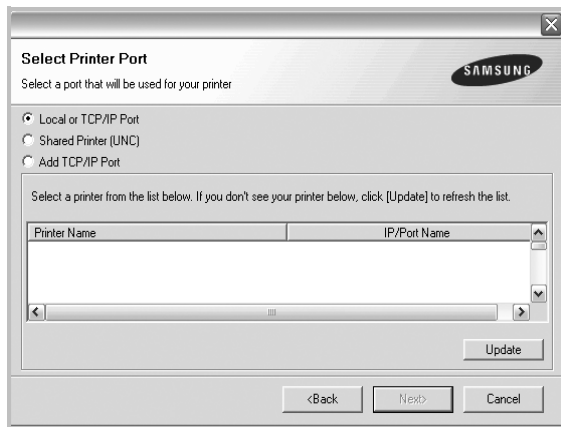 Select Printer Port
Select a port that will be used for your printer
SAMSUNG
Local or TCP/IP Port
Shared Printer (UNC)
Add TCP/IP Port
Select a printer from the list below. If you don't see your printer below, click [Update] to refresh the list.
Printer Name IP/Port Name
Update
<Back Next> Cancel